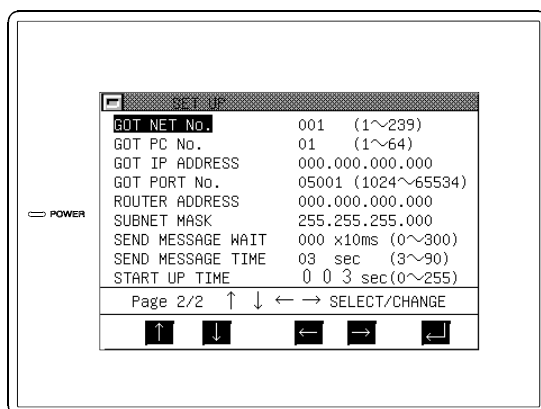 SET UP
GOT NET No. 001 (1～239)
GOT PC No. 01 (1～64)
GOT IP ADDRESS 000.000.000.000
GOT PORT No. 05001 (1024～65534)
ROUTER ADDRESS 000.000.000.000
POWER
SUBNET MASK 255.255.255.000
SEND MESSAGE WAIT 000 x10ms (0～300)
SEND MESSAGE TIME 03 sec (3～90)
START UP TIME 0 0 3 sec(0～255)
Page 2/2 ↑ ↓ ← → SELECT/CHANGE
↑ ↓ ← → ↵